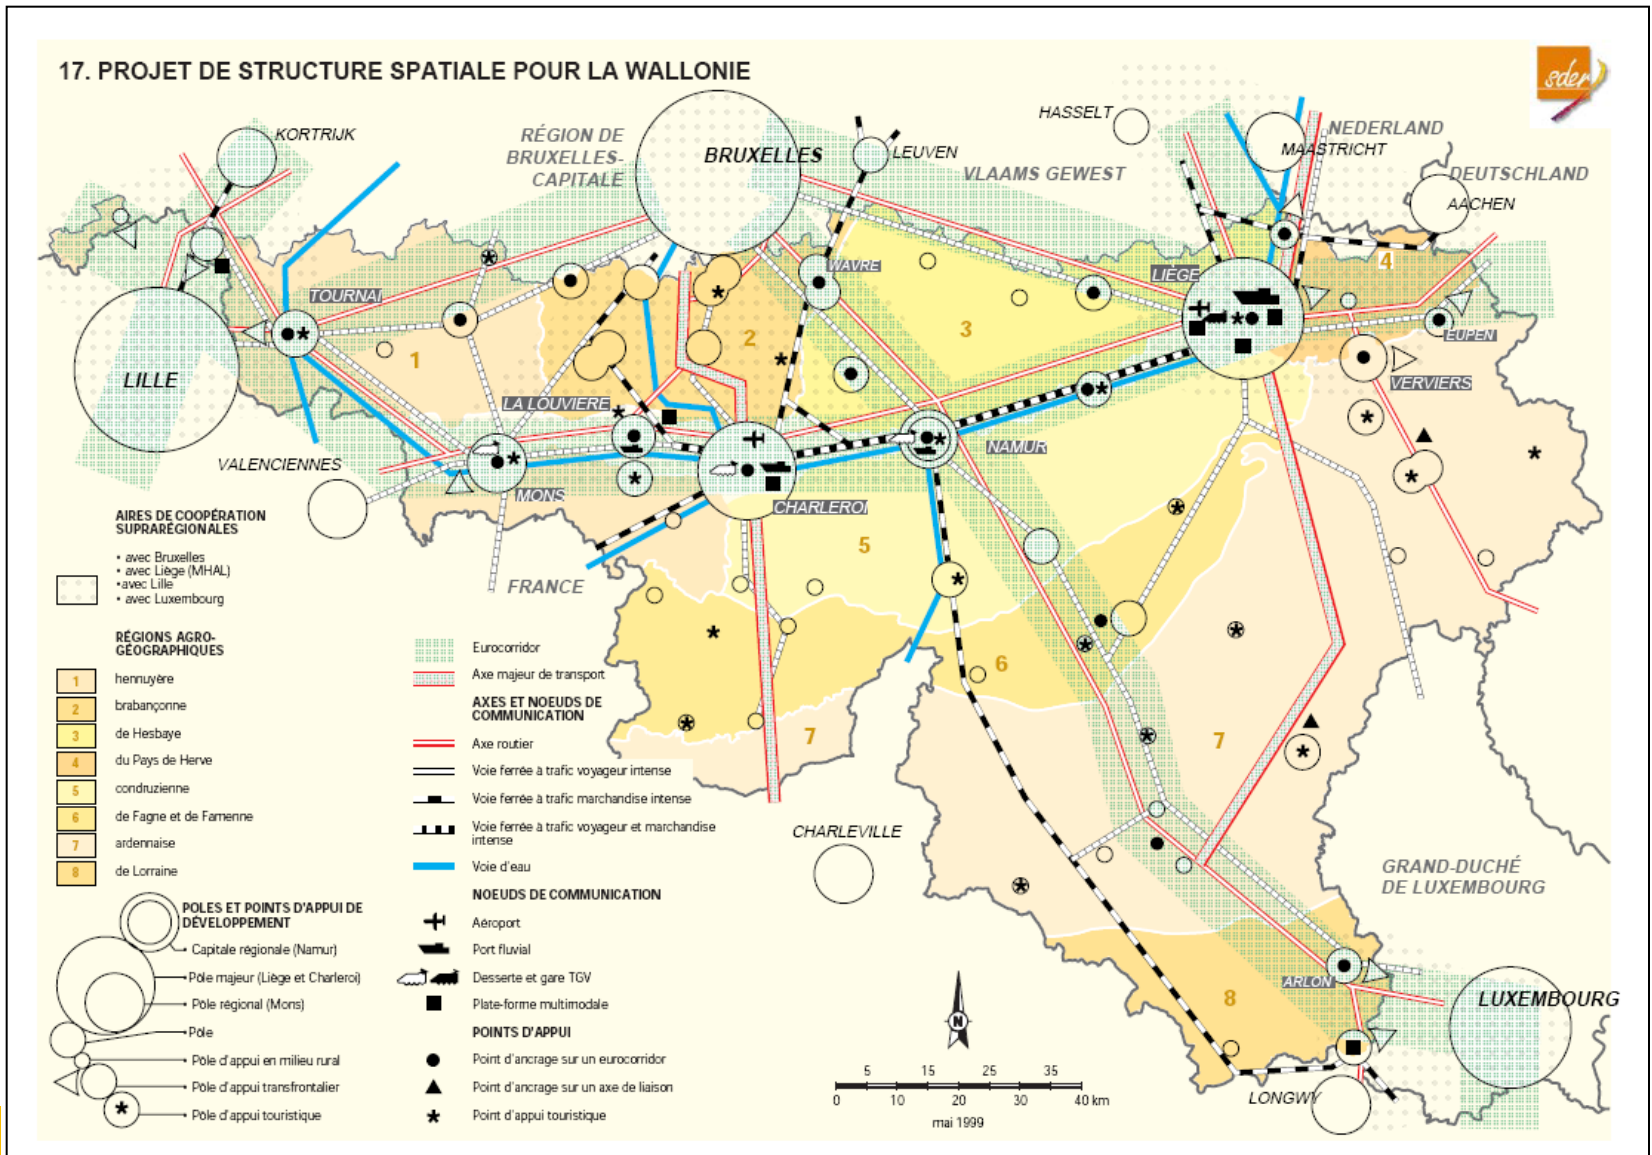 17. PROJET DE STRUCTURE SPATIALE POUR LA WALLONIE
sder
KORTRIJK
RÉGION DE
BRUXELLES-
CAPITALE
BRUXELLES
LEUVEN
HASSELT
VLAAMS GEWEST
NEDERLAND
MAASTRICHT
DEUTSCHLAND
AACHEN
TOURNAI
WAVRE
LIÈGE
4
LILLE
1
2
3
EUPEN
VERVIERS
LA LOUVIERE
VALENCIENNES
MONS
NAMUR
CHARLEROI
FRANCE
5
6
7
7
CHARLEVILLE
GRAND-DUCHÉ
DE LUXEMBOURG
8
ARLON
LUXEMBOURG
LONGWY
AIRES DE COOPÉRATION
SUPRARÉGIONALES
• avec Bruxelles
• avec Liège (MHAL)
• avec Lille
• avec Luxembourg
RÉGIONS AGRO-
GÉOGRAPHIQUES
1 hennuyère
2 brabançonne
3 de Hesbaye
4 du Pays de Herve
5 condruzienne
6 de Fagne et de Famenne
7 ardennaise
8 de Lorraine
POLES ET POINTS D'APPUI DE
DÉVELOPPEMENT
Capitale régionale (Namur)
Pôle majeur (Liège et Charleroi)
Pôle régional (Mons)
Pôle
Pôle d'appui en milieu rural
Pôle d'appui transfrontalier
Pôle d'appui touristique
Eurocorridor
Axe majeur de transport
AXES ET NOEUDS DE
COMMUNICATION
Axe routier
Voie ferrée à trafic voyageur intense
Voie ferrée à trafic marchandise intense
Voie ferrée à trafic voyageur et marchandise
intense
Voie d'eau
NOEUDS DE COMMUNICATION
Aéroport
Port fluvial
Desserte et gare TGV
Plate-forme multimodale
POINTS D'APPUI
Point d'ancrage sur un eurocorridor
Point d'ancrage sur un axe de liaison
Point d'appui touristique
N
5 15 25 35
0 10 20 30 40 km
mai 1999